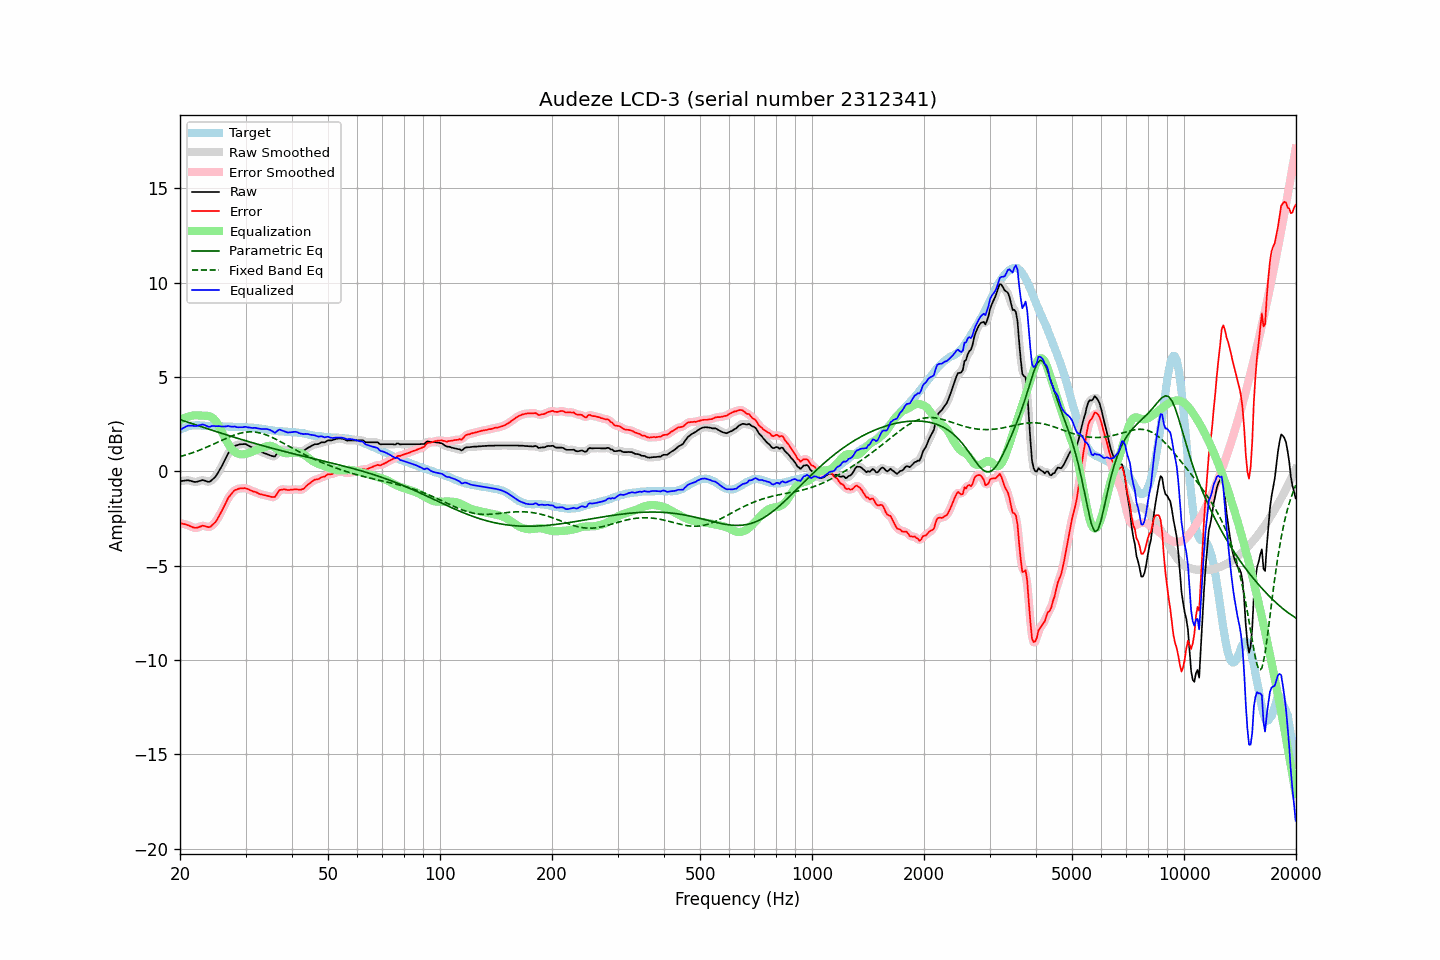 Audeze LCD-3 (serial number 2312341)
Target
Raw Smoothed
Error Smoothed
Raw
Error
Equalization
Parametric Eq
Fixed Band Eq
Equalized
Amplitude (dBr)
15
10
5
0
−5
−10
−15
−20
20 50 100 200 500 1000 2000 5000 10000 20000
Frequency (Hz)